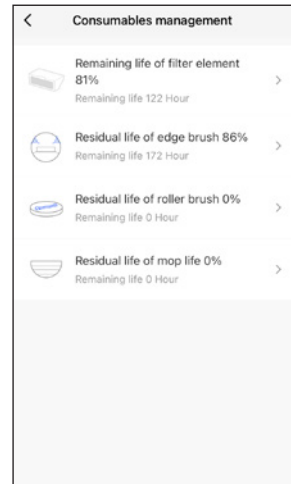 Consumables management
Remaining life of filter element
81%
Remaining life 122 Hour
Residual life of edge brush 86%
Remaining life 172 Hour
Residual life of roller brush 0%
Remaining life 0 Hour
Residual life of mop life 0%
Remaining life 0 Hour